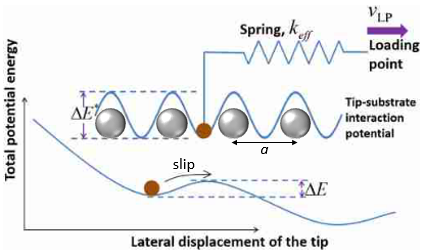 v_LP
Spring, k_eff
Loading
point
ΔE*
Tip-substrate
interaction
potential
a
slip
ΔE
Total potential energy
Lateral displacement of the tip